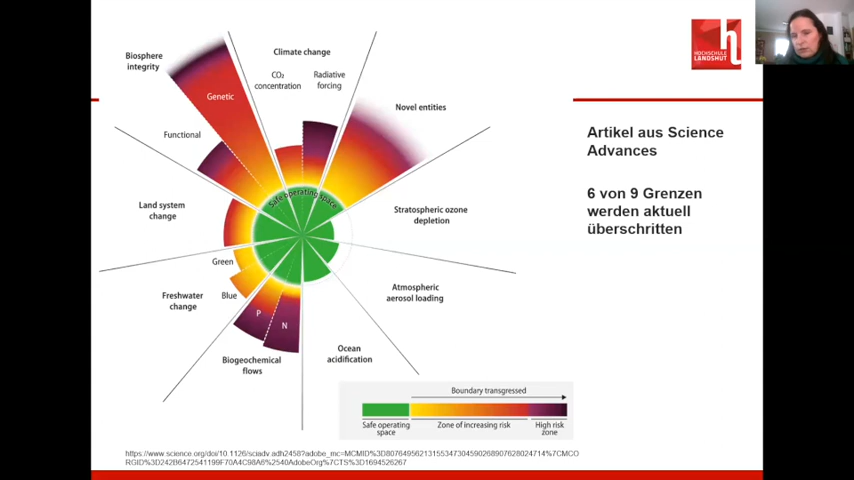 Climate change
Biosphere
integrity
CO₂
concentration
Radiative
forcing
Genetic
Novel entities
Functional
Safe operating space
Land system
change
Stratospheric ozone
depletion
Green
Blue
Freshwater
change
Atmospheric
aerosol loading
P
N
Biogeochemical
flows
Ocean
acidification
Boundary transgressed
Safe operating
space
Zone of increasing risk
High risk
zone
https://www.science.org/doi/10.1126/sciadv.adh2458?adobe_mc=MCMID%3D80764956213155347304590268907628024714%7CMCO
RGID%3D242B6472541199F70A4C98A6%2540AdobeOrg%7CTS%3D1694526267
HOCHSCHULE
LANDSHUT
Artikel aus Science
Advances
6 von 9 Grenzen
werden aktuell
überschritten